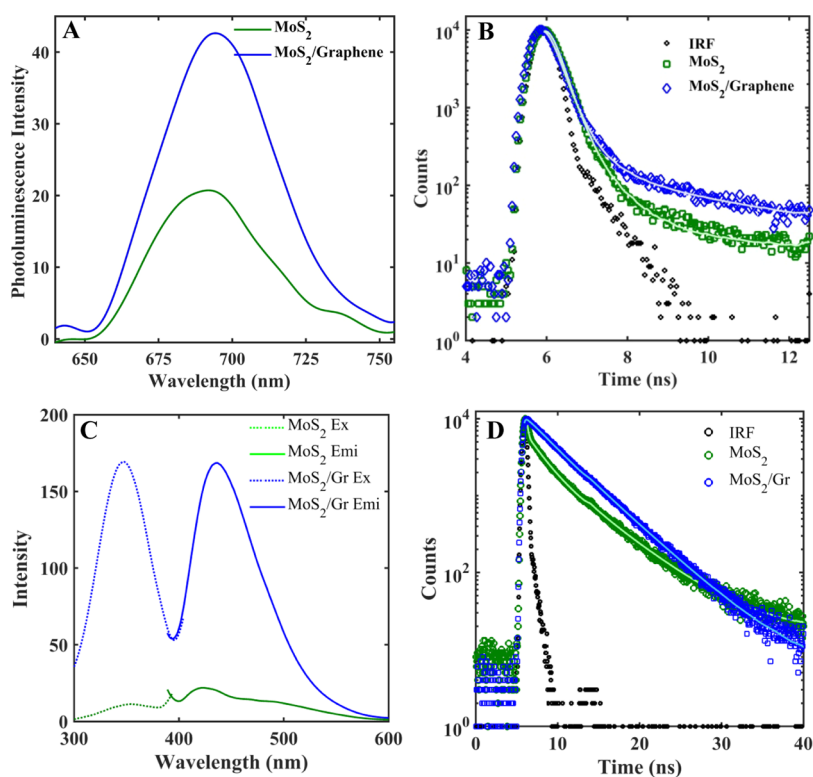 A
MoS2
MoS2/Graphene
Photoluminescence Intensity
40
30
20
10
0
650 675 700 725 750
Wavelength (nm)
B
IRF
MoS2
MoS2/Graphene
Counts
10^4
10^3
10^2
10^1
10^0
4 6 8 10 12
Time (ns)
C
MoS2 Ex
MoS2 Emi
MoS2/Gr Ex
MoS2/Gr Emi
Intensity
200
150
100
50
0
300 400 500 600
Wavelength (nm)
D
IRF
MoS2
MoS2/Gr
Counts
10^4
10^2
10^0
0 10 20 30 40
Time (ns)